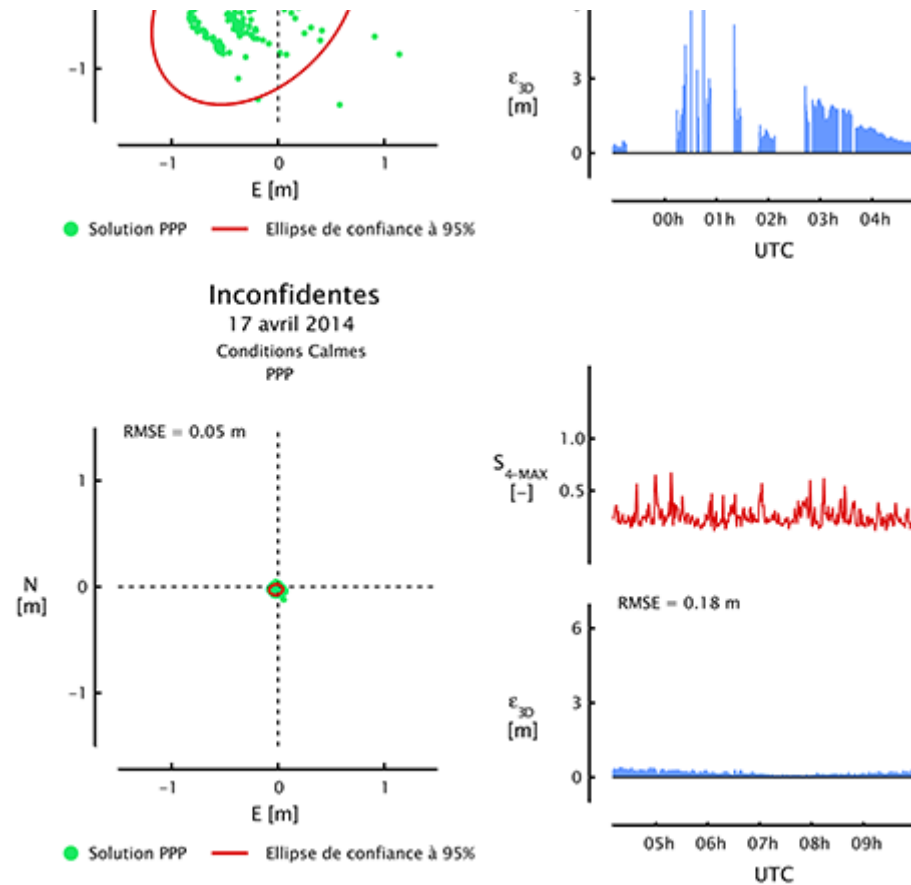 -1
-1 0 1
E [m]
Solution PPP Ellipse de confiance à 95%
ε3D
[m]
3
0
00h 01h 02h 03h 04h
UTC
Inconfidentes
17 avril 2014
Conditions Calmes
PPP
RMSE = 0.05 m
1
N
[m]
0
-1
-1 0 1
E [m]
Solution PPP Ellipse de confiance à 95%
S4-MAX
[-]
1.0
0.5
RMSE = 0.18 m
6
ε3D
[m]
3
0
05h 06h 07h 08h 09h
UTC